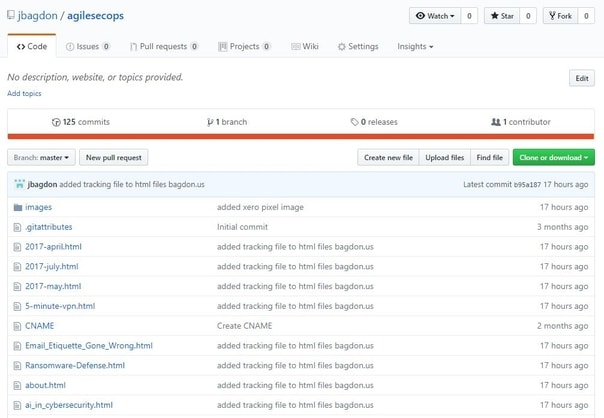 jbagdon / agilesecops
Watch 0 Star 0 Fork 0
Code Issues 0 Pull requests 0 Projects 0 Wiki Settings Insights
No description, website, or topics provided. Edit
Add topics
125 commits 1 branch 0 releases 1 contributor
Branch: master New pull request Create new file Upload files Find file Clone or download
jbagdon added tracking file to html files bagdon.us Latest commit b95a187 17 hours ago
images added xero pixel image 17 hours ago
.gitattributes Initial commit 3 months ago
2017-april.html added tracking file to html files bagdon.us 17 hours ago
2017-july.html added tracking file to html files bagdon.us 17 hours ago
2017-may.html added tracking file to html files bagdon.us 17 hours ago
5-minute-vpn.html added tracking file to html files bagdon.us 17 hours ago
CNAME Create CNAME 2 months ago
Email_Etiquette_Gone_Wrong.html added tracking file to html files bagdon.us 17 hours ago
Ransomware-Defense.html added tracking file to html files bagdon.us 17 hours ago
about.html added tracking file to html files bagdon.us 17 hours ago
ai_in_cybersecurity.html added tracking file to html files bagdon.us 17 hours ago